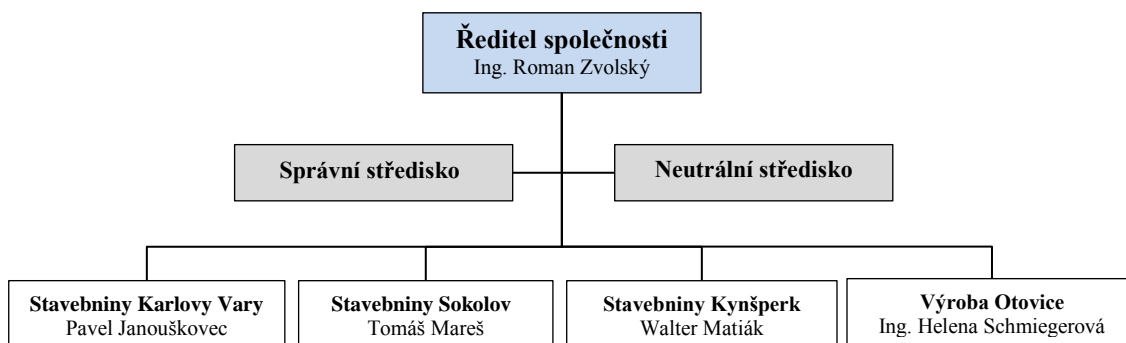 Ředitel společnosti
Ing. Roman Zvolský
Správní středisko
Neutrální středisko
Stavebniny Karlovy Vary
Pavel Janouškovec
Stavebniny Sokolov
Tomáš Mareš
Stavebniny Kynšperk
Walter Matiák
Výroba Otovice
Ing. Helena Schmiegerová